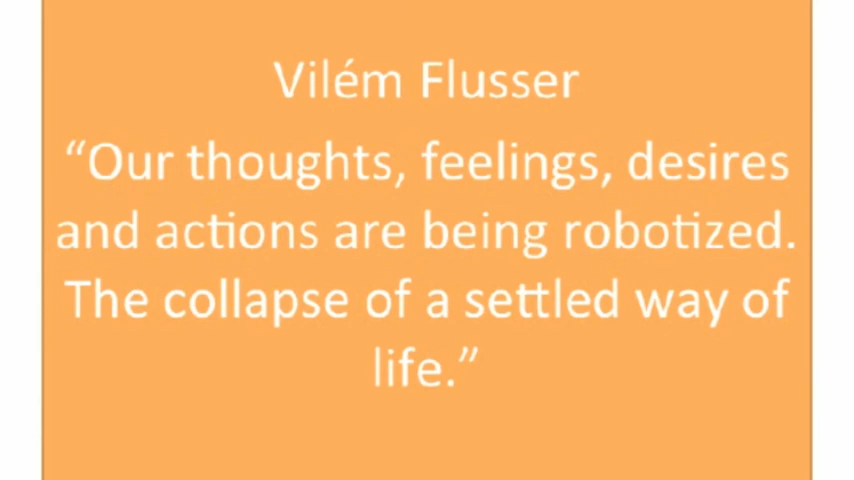 Vilém Flusser
“Our thoughts, feelings, desires
and actions are being robotized.
The collapse of a settled way of
life.”